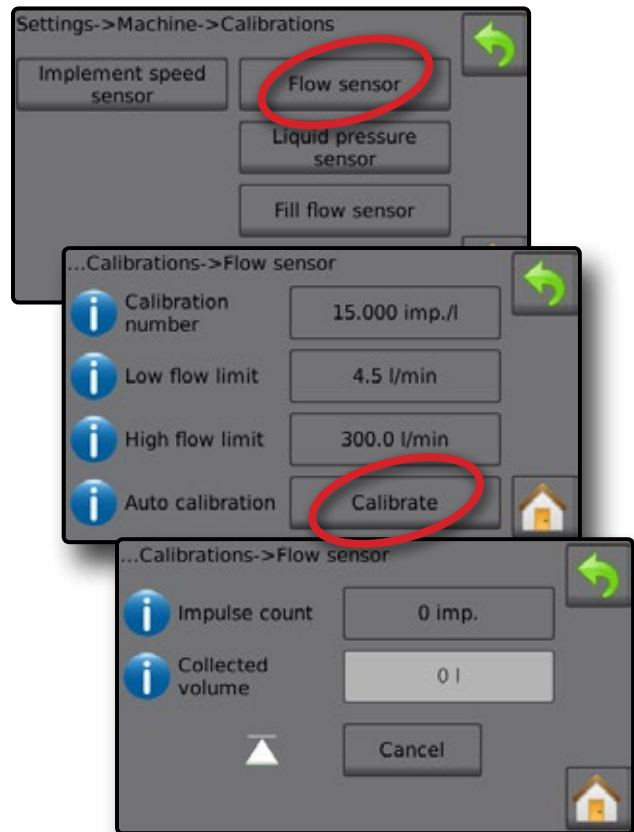 Settings->Machine->Calibrations
Implement speed
sensor
Flow sensor
Liquid pressure
sensor
Fill flow sensor
...Calibrations->Flow sensor
Calibration
number
15.000 imp./l
Low flow limit
4.5 l/min
High flow limit
300.0 l/min
Auto calibration
Calibrate
...Calibrations->Flow sensor
Impulse count
0 imp.
Collected
volume
0 l
Cancel